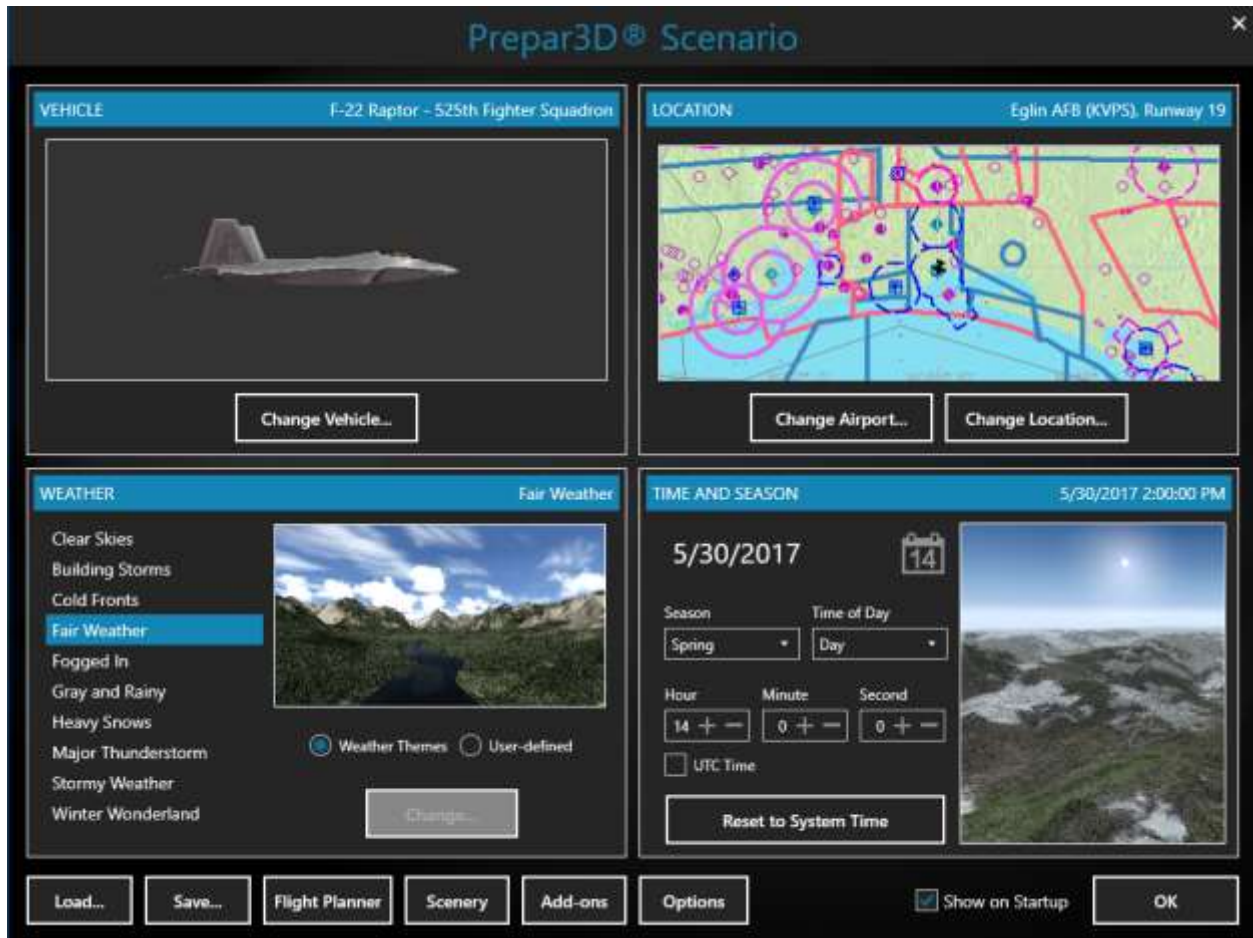 Prepar3D® Scenario
VEHICLE F-22 Raptor - 525th Fighter Squadron
Change Vehicle...
LOCATION Eglin AFB (KVPS), Runway 19
Change Airport... Change Location...
WEATHER Fair Weather
Clear Skies
Building Storms
Cold Fronts
Fair Weather
Fogged In
Gray and Rainy
Heavy Snows
Major Thunderstorm
Stormy Weather
Winter Wonderland
Weather Themes User-defined
Change...
TIME AND SEASON 5/30/2017 2:00:00 PM
5/30/2017 14
Season Time of Day
Spring Day
Hour Minute Second
14 + − 0 + − 0 + −
UTC Time
Reset to System Time
Load... Save... Flight Planner Scenery Add-ons Options Show on Startup OK